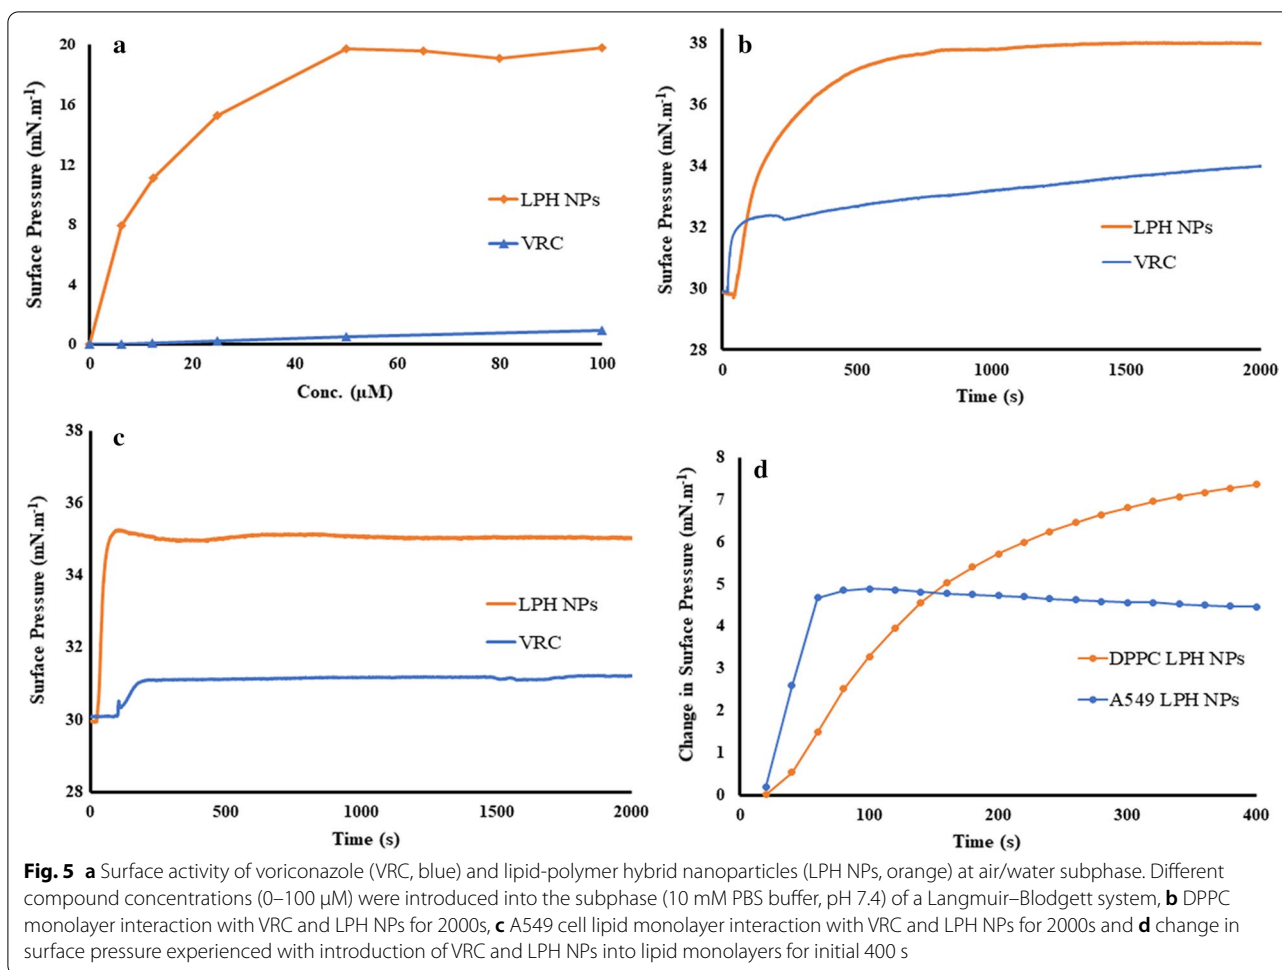 a
Surface Pressure (mN.m⁻¹)
20
16
12
8
4
0
0 20 40 60 80 100
Conc. (µM)
LPH NPs
VRC
b
Surface Pressure (mN.m⁻¹)
38
36
34
32
30
28
0 500 1000 1500 2000
Time (s)
LPH NPs
VRC
c
Surface Pressure (mN.m⁻¹)
38
36
34
32
30
28
0 500 1000 1500 2000
Time (s)
LPH NPs
VRC
d
Change in Surface Pressure (mN.m⁻¹)
8
7
6
5
4
3
2
1
0
0 100 200 300 400
Time (s)
DPPC LPH NPs
A549 LPH NPs
Fig. 5 a Surface activity of voriconazole (VRC, blue) and lipid-polymer hybrid nanoparticles (LPH NPs, orange) at air/water subphase. Different
compound concentrations (0–100 μM) were introduced into the subphase (10 mM PBS buffer, pH 7.4) of a Langmuir–Blodgett system, b DPPC
monolayer interaction with VRC and LPH NPs for 2000s, c A549 cell lipid monolayer interaction with VRC and LPH NPs for 2000s and d change in
surface pressure experienced with introduction of VRC and LPH NPs into lipid monolayers for initial 400 s